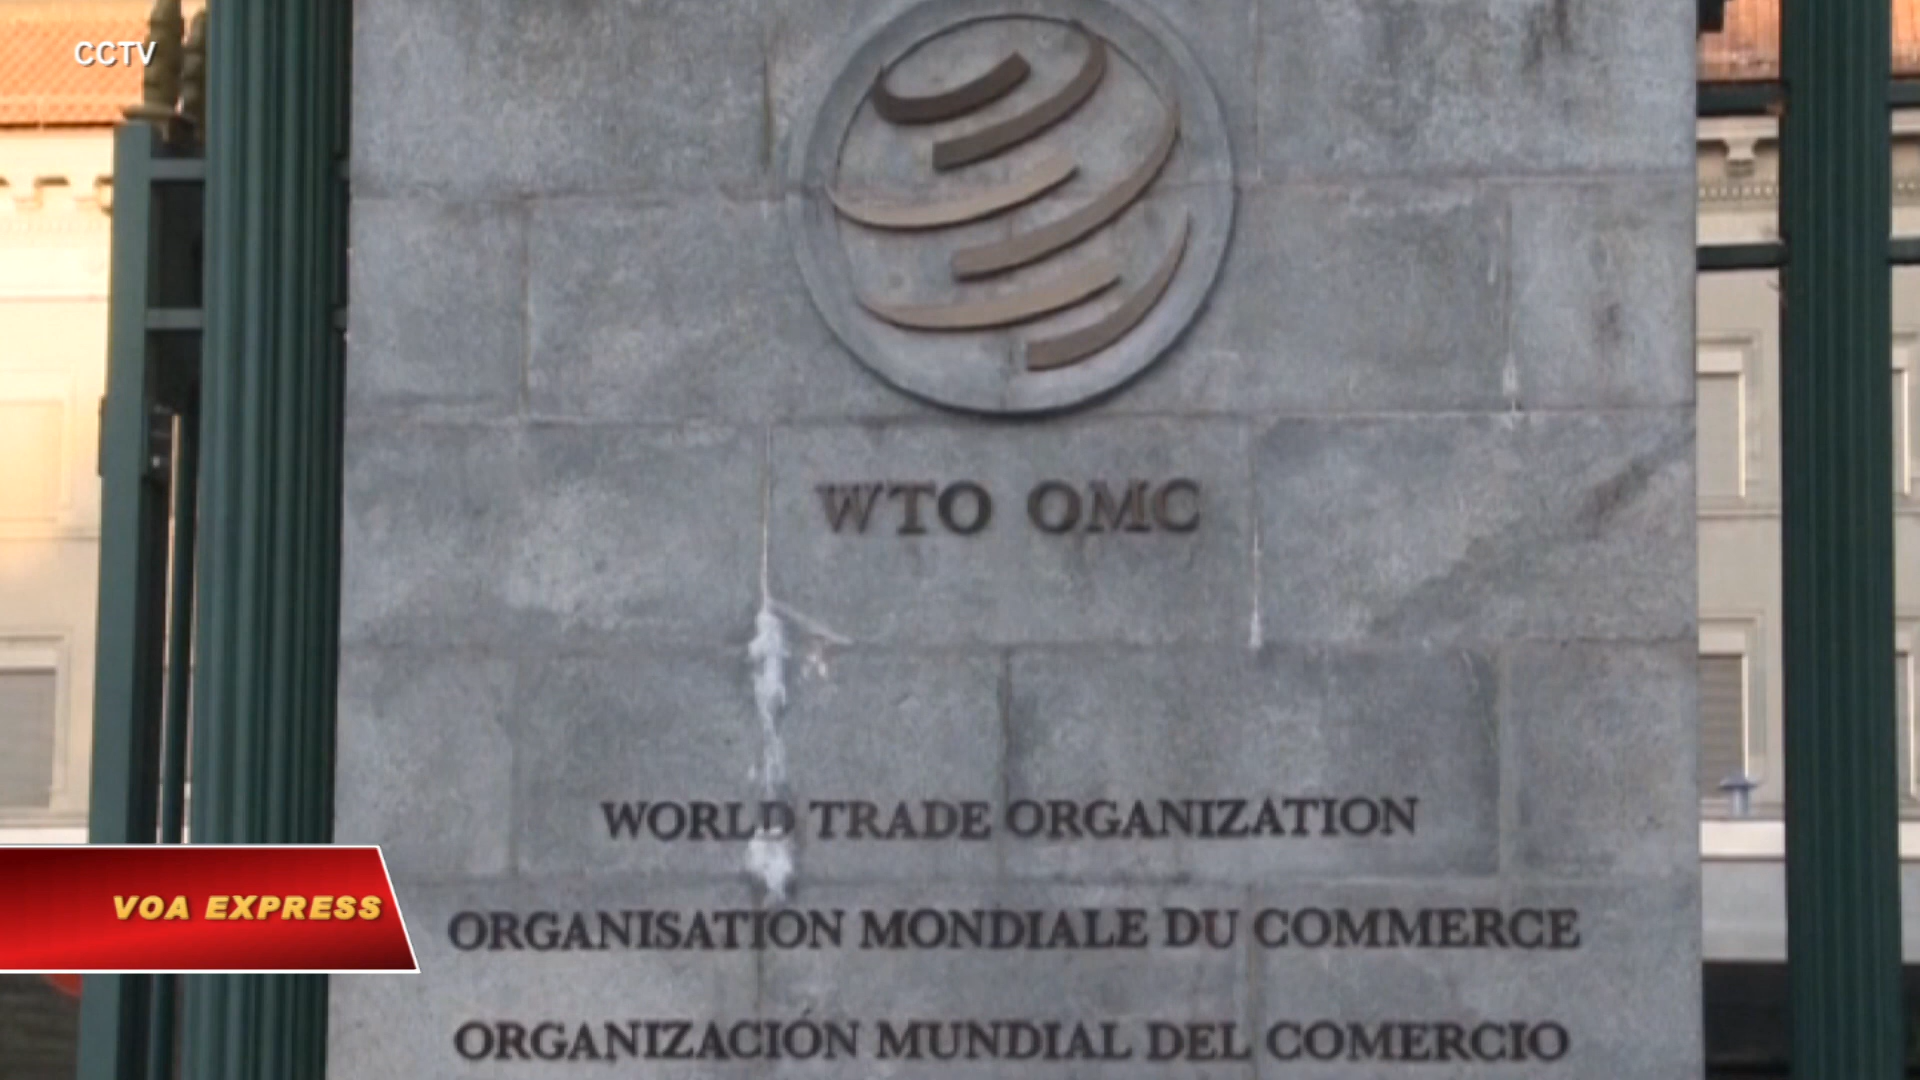 CCTV
WTO OMC
WORLD TRADE ORGANIZATION
VOA EXPRESS
ORGANISATION MONDIALE DU COMMERCE
ORGANIZACIÓN MUNDIAL DEL COMERCIO